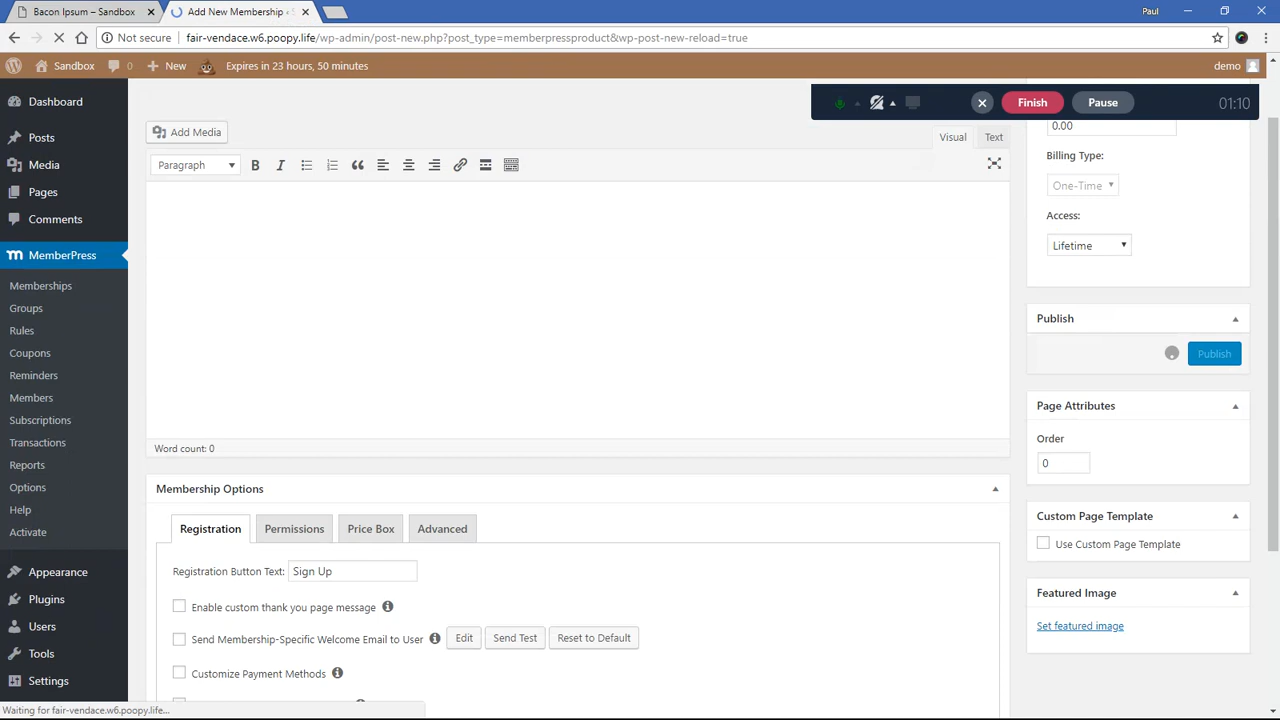 Bacon Ipsum – Sandbox
Add New Membership ‹ S
Paul
Not secure
fair-vendace.w6.poopy.life/wp-admin/post-new.php?post_type=memberpressproduct&wp-post-new-reload=true
Sandbox
0
New
Expires in 23 hours, 50 minutes
demo
Finish
Pause
01:10
Dashboard
Posts
Media
Pages
Comments
MemberPress
Memberships
Groups
Rules
Coupons
Reminders
Members
Subscriptions
Transactions
Reports
Options
Help
Activate
Appearance
Plugins
Users
Tools
Settings
Add Media
Visual
Text
Paragraph
Word count: 0
Membership Options
Registration
Permissions
Price Box
Advanced
Registration Button Text:
Sign Up
Enable custom thank you page message
Send Membership-Specific Welcome Email to User
Edit
Send Test
Reset to Default
Customize Payment Methods
0.00
Billing Type:
One-Time
Access:
Lifetime
Publish
Publish
Page Attributes
Order
0
Custom Page Template
Use Custom Page Template
Featured Image
Set featured image
Waiting for fair-vendace.w6.poopy.life...